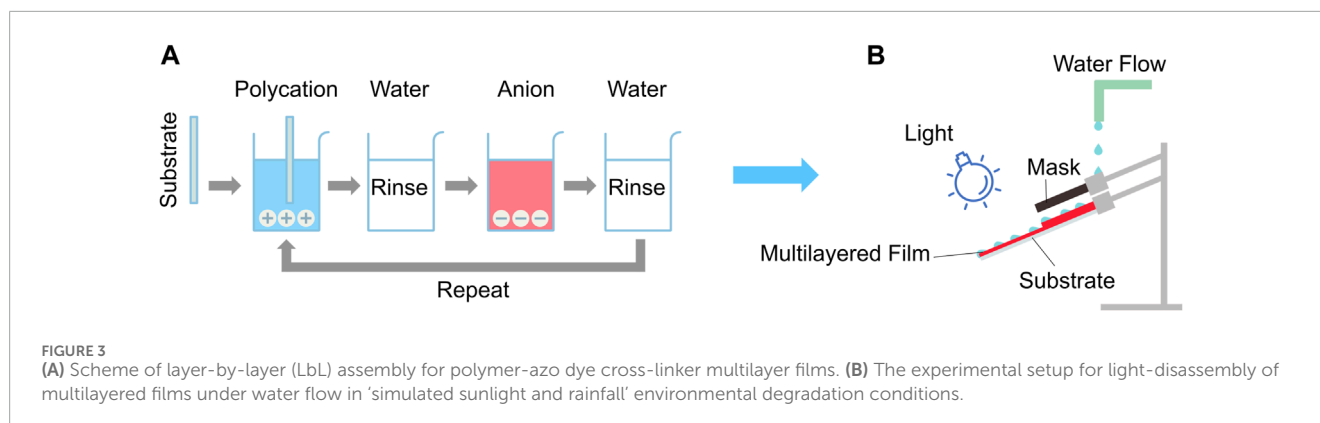 A
Polycation
Water
Anion
Water
Substrate
Rinse
Rinse
+ + +
− − −
Repeat
B
Water Flow
Light
Mask
Multilayered Film
Substrate
FIGURE 3
(A) Scheme of layer-by-layer (LbL) assembly for polymer-azo dye cross-linker multilayer films. (B) The experimental setup for light-disassembly of
multilayered films under water flow in ‘simulated sunlight and rainfall’ environmental degradation conditions.